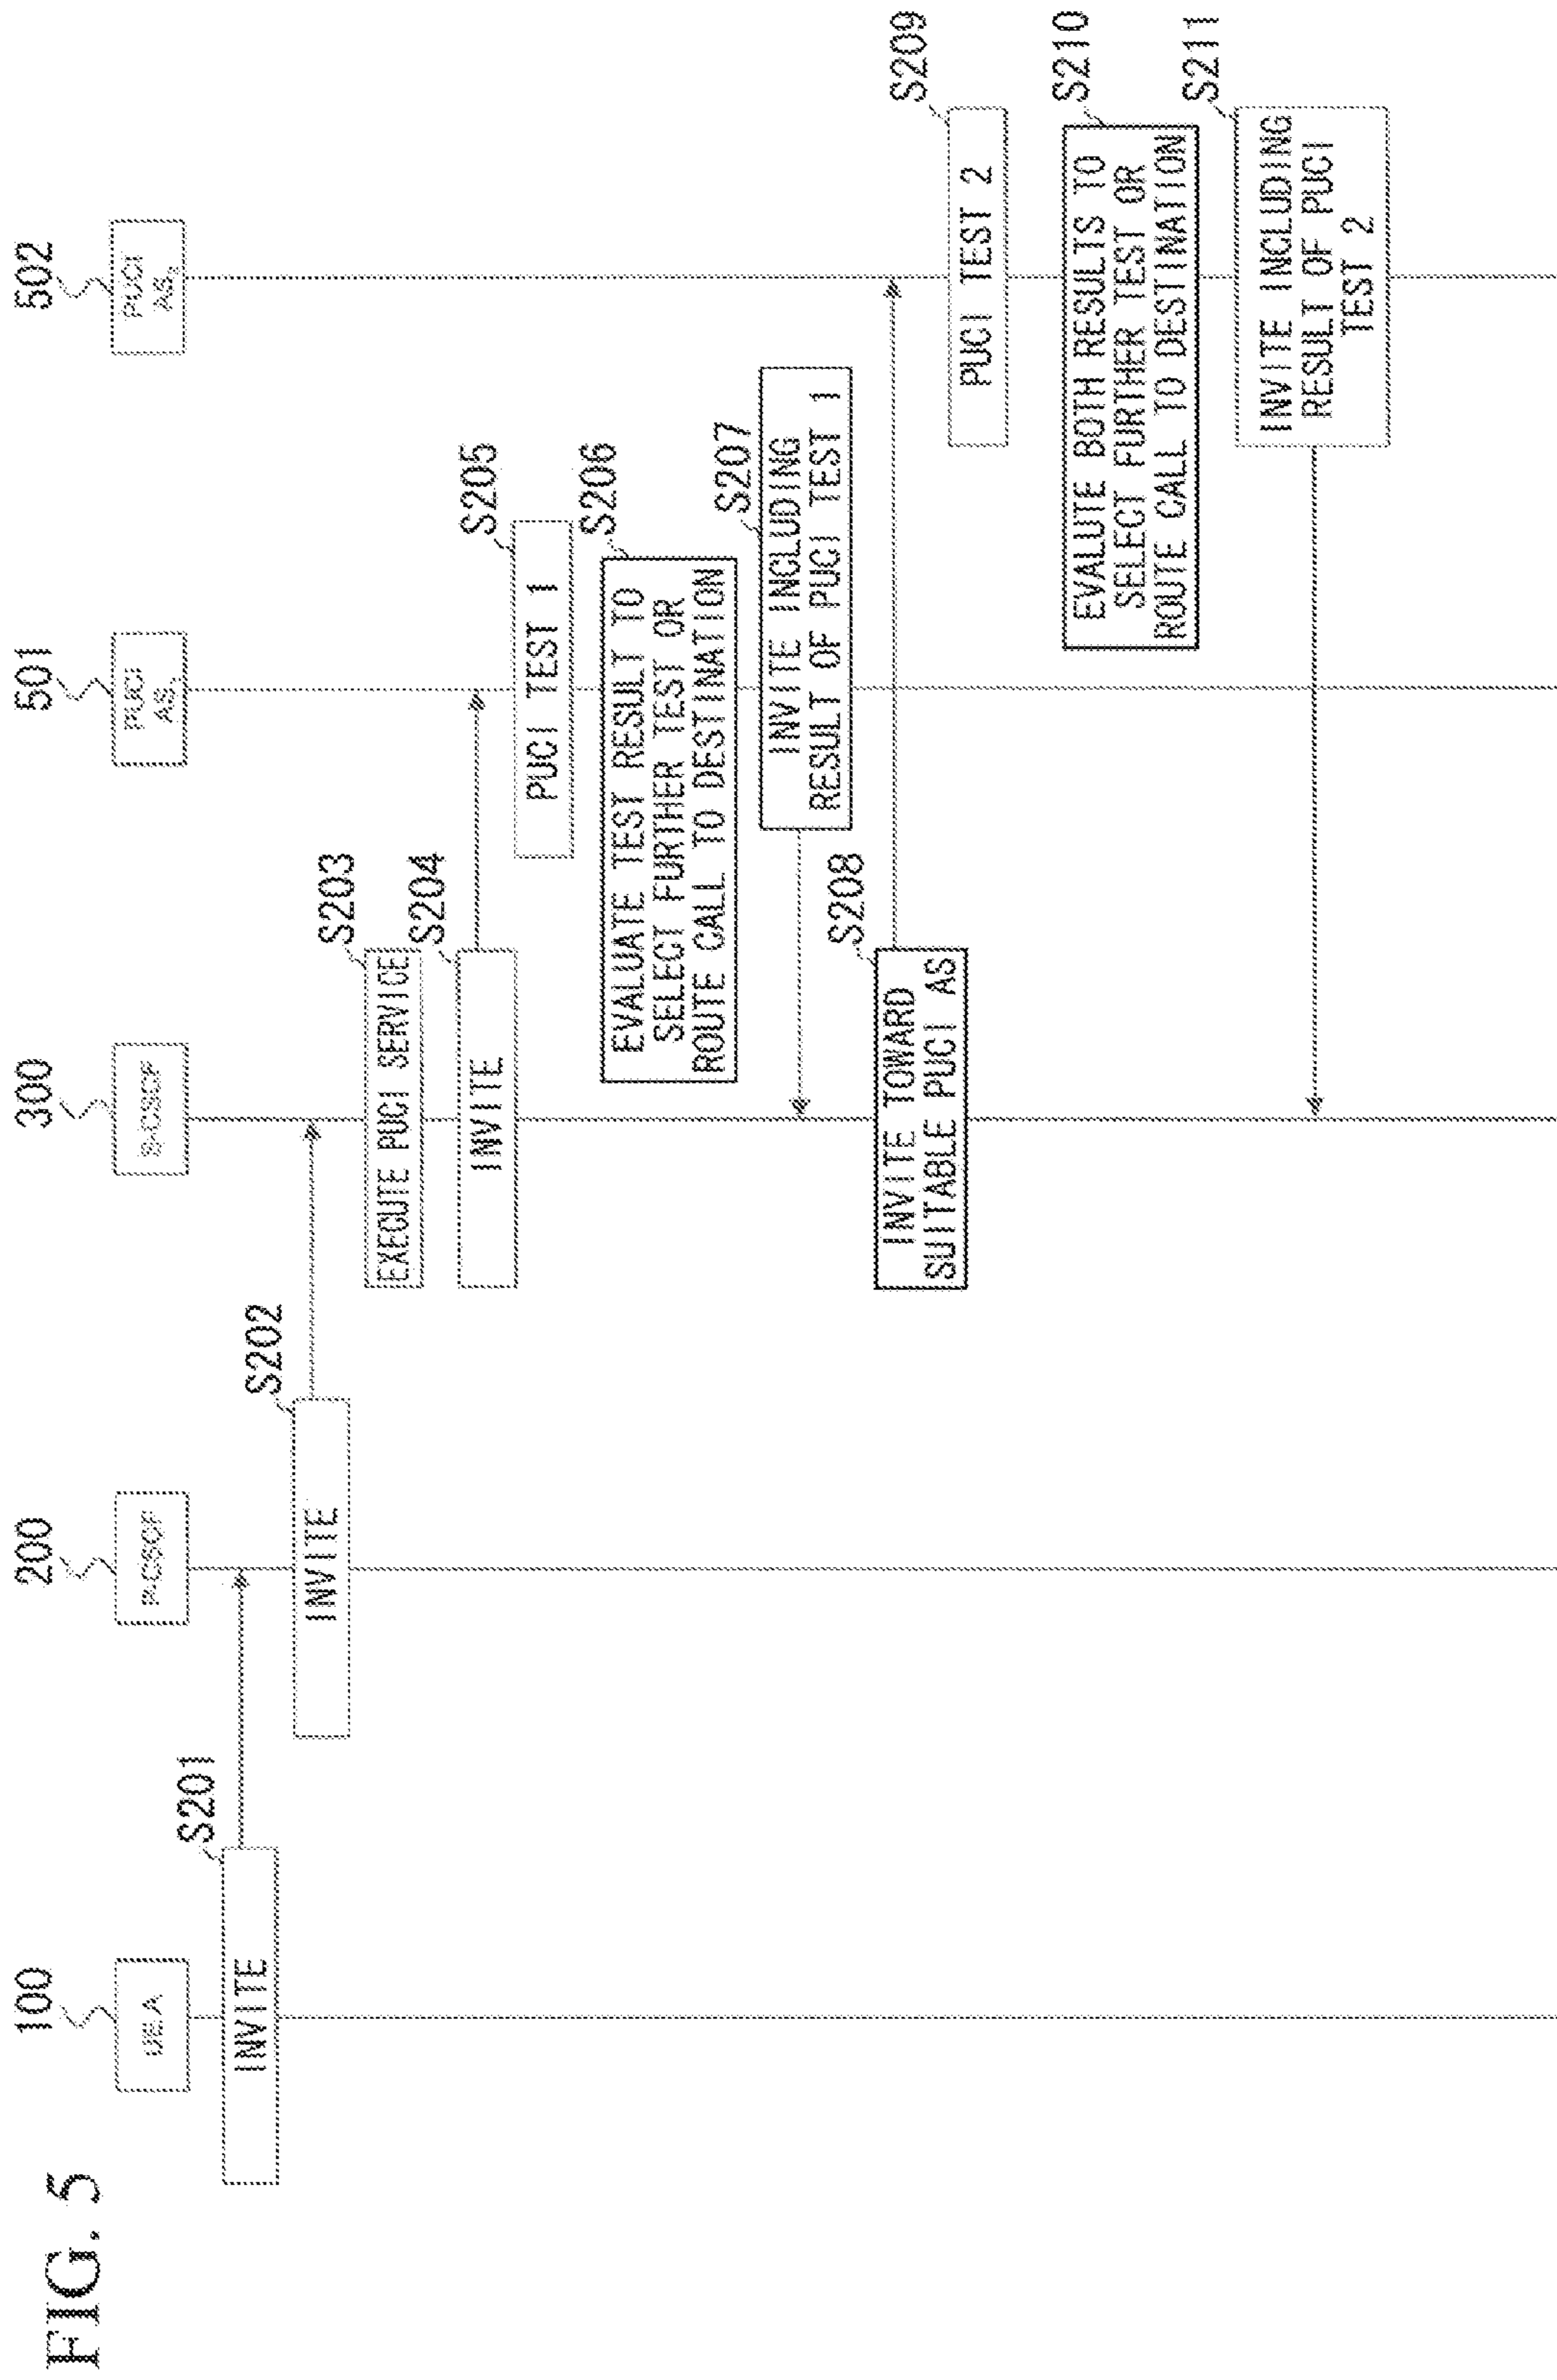 FIG. 5
100
200
300
501
502
UE A
P-CSCF
S-CSCF
PUCI
AS1
PUCI
AS2
S201
INVITE
S202
INVITE
S203
EXECUTE PUCI SERVICE
S204
INVITE
S205
PUCI TEST 1
S206
EVALUATE TEST RESULT TO
SELECT FURTHER TEST OR
ROUTE CALL TO DESTINATION
S207
INVITE INCLUDING
RESULT OF PUCI TEST 1
S208
INVITE TOWARD
SUITABLE PUCI AS
S209
PUCI TEST 2
S210
EVALUTE BOTH RESULTS TO
SELECT FURTHER TEST OR
ROUTE CALL TO DESTINATION
S211
INVITE INCLUDING
RESULT OF PUCI
TEST 2